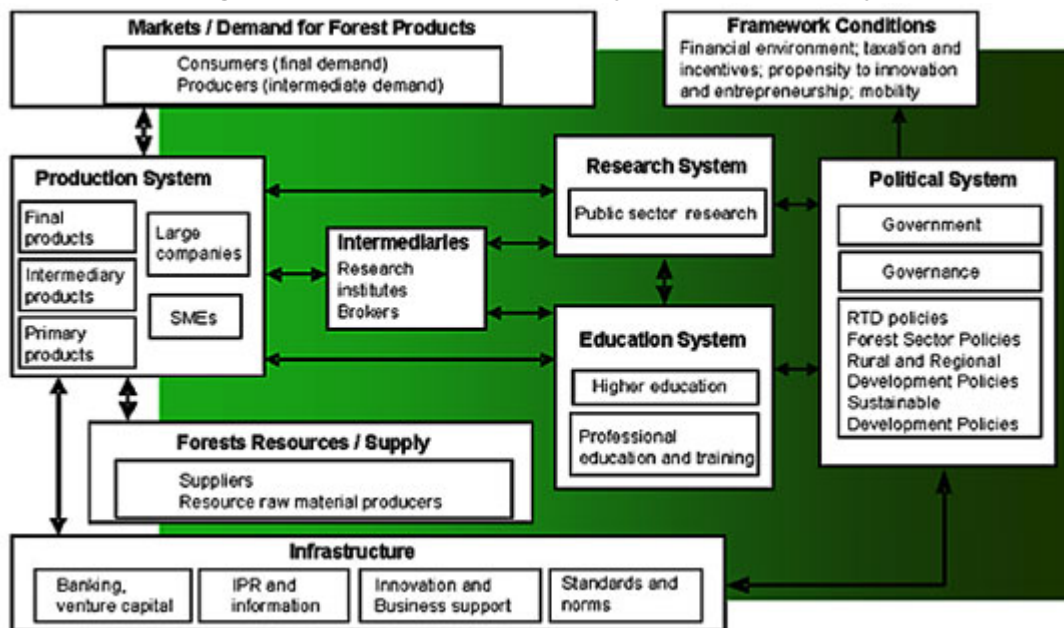 Markets / Demand for Forest Products
Consumers (final demand)
Producers (intermediate demand)
Framework Conditions
Financial environment; taxation and
incentives; propensity to innovation
and entrepreneurship; mobility
Production System
Final
products
Intermediary
products
Primary
products
Large
companies
SMEs
Intermediaries
Research
institutes
Brokers
Research System
Public sector research
Education System
Higher education
Professional
education and training
Political System
Government
Governance
RTD policies
Forest Sector Policies
Rural and Regional
Development Policies
Sustainable
Development Policies
Forests Resources / Supply
Suppliers
Resource raw material producers
Infrastructure
Banking,
venture capital
IPR and
information
Innovation and
Business support
Standards and
norms